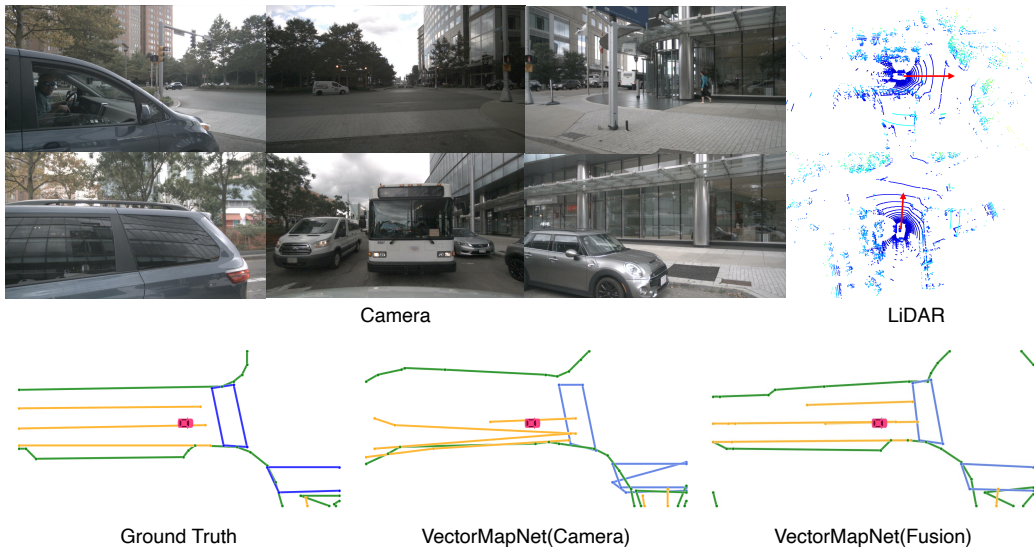 Camera
LiDAR
Ground Truth
VectorMapNet(Camera)
VectorMapNet(Fusion)